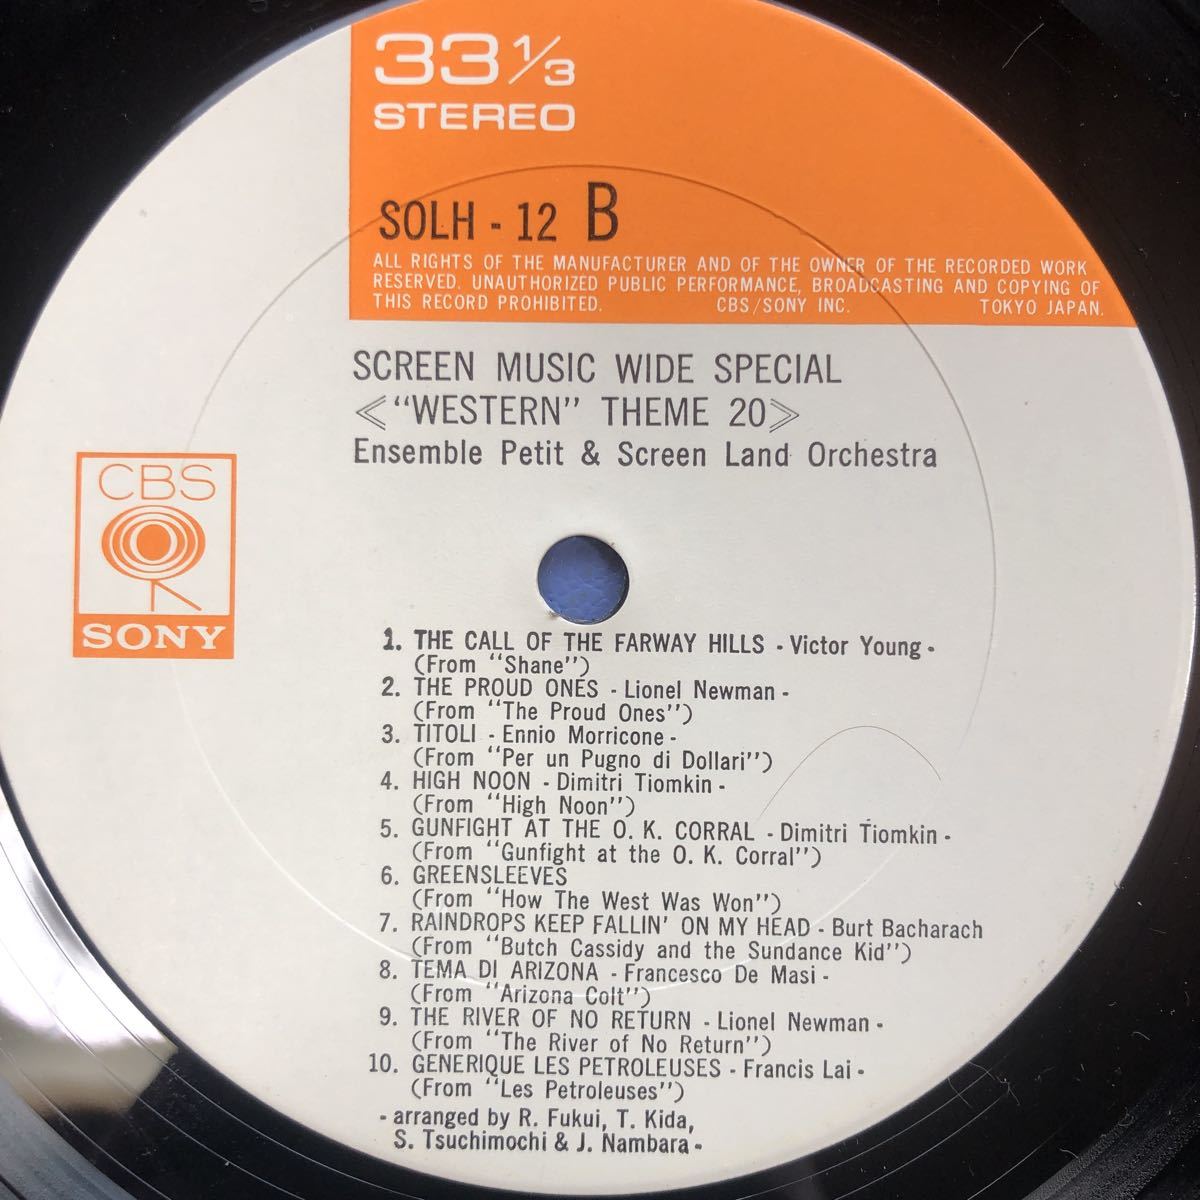 33 1/3
STEREO
SOLH - 12 B
ALL RIGHTS OF THE MANUFACTURER AND OF THE OWNER OF THE RECORDED WORK
RESERVED. UNAUTHORIZED PUBLIC PERFORMANCE, BROADCASTING AND COPYING OF
THIS RECORD PROHIBITED. CBS/SONY INC. TOKYO JAPAN.
SCREEN MUSIC WIDE SPECIAL
≪“WESTERN” THEME 20≫
Ensemble Petit & Screen Land Orchestra
CBS
SONY
1. THE CALL OF THE FARWAY HILLS - Victor Young -
(From “Shane”)
2. THE PROUD ONES - Lionel Newman -
(From “The Proud Ones”)
3. TITOLI - Ennio Morricone -
(From “Per un Pugno di Dollari”)
4. HIGH NOON - Dimitri Tiomkin -
(From “High Noon”)
5. GUNFIGHT AT THE O. K. CORRAL - Dimitri Tiomkin -
(From “Gunfight at the O. K. Corral”)
6. GREENSLEEVES
(From “How The West Was Won”)
7. RAINDROPS KEEP FALLIN’ ON MY HEAD - Burt Bacharach
(From “Butch Cassidy and the Sundance Kid”)
8. TEMA DI ARIZONA - Francesco De Masi -
(From “Arizona Colt”)
9. THE RIVER OF NO RETURN - Lionel Newman -
(From “The River of No Return”)
10. GENERIQUE LES PETROLEUSES - Francis Lai -
(From “Les Petroleuses”)
- arranged by R. Fukui, T. Kida,
S. Tsuchimochi & J. Nambara -